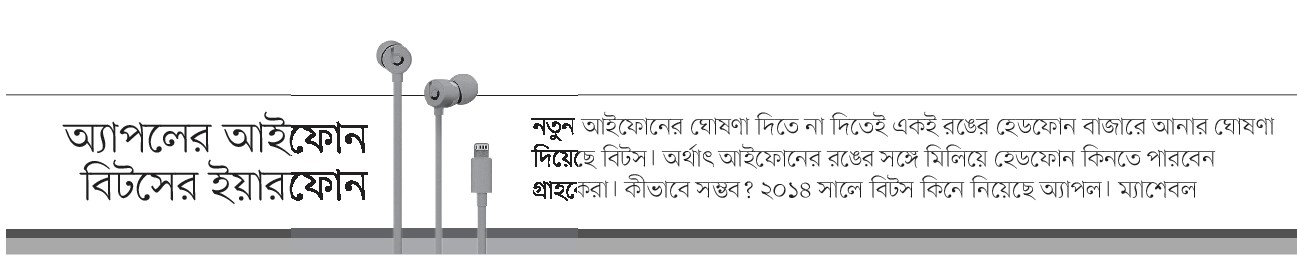 অ্যাপলের আইফোন
বিটসের ইয়ারফোন
নতুন আইফোনের ঘোষণা দিতে না দিতেই একই রঙের হেডফোন বাজারে আনার ঘোষণা
দিয়েছে বিটস। অর্থাৎ আইফোনের রঙের সঙ্গে মিলিয়ে হেডফোন কিনতে পারবেন
গ্রাহকেরা। কীভাবে সম্ভব? ২০১৪ সালে বিটস কিনে নিয়েছে অ্যাপল। ম্যাশেবল